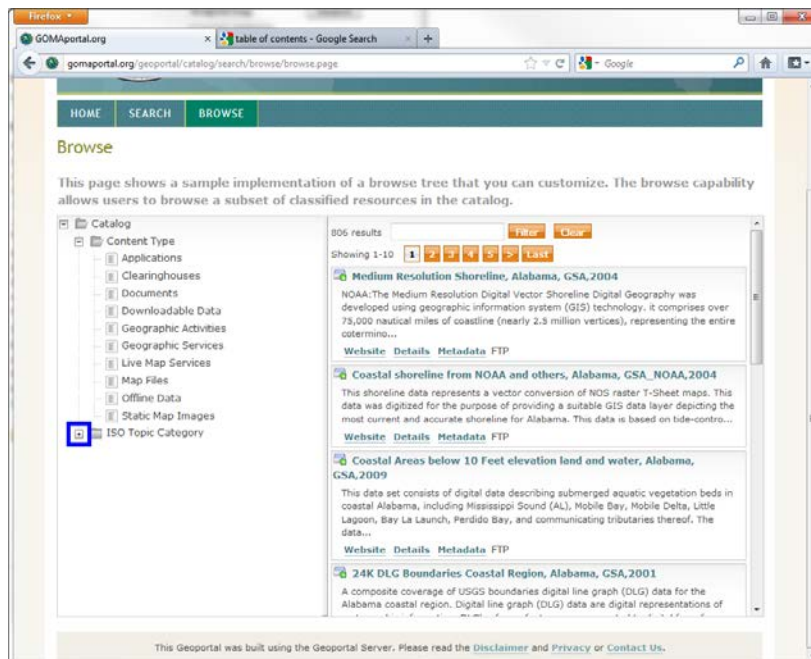 Firefox
GOMAportal.org
table of contents - Google Search
gomaportal.org/geoportal/catalog/search/browse/browse.page
Google
HOME SEARCH BROWSE
Browse
This page shows a sample implementation of a browse tree that you can customize. The browse capability
allows users to browse a subset of classified resources in the catalog.
Catalog
Content Type
Applications
Clearinghouses
Documents
Downloadable Data
Geographic Activities
Geographic Services
Live Map Services
Map Files
Offline Data
Static Map Images
ISO Topic Category
806 results Filter Clear
Showing 1-10 1 2 3 4 5 > Last
Medium Resolution Shoreline, Alabama, GSA,2004
NOAA:The Medium Resolution Digital Vector Shoreline Digital Geography was
developed using geographic information system (GIS) technology. it comprises over
75,000 nautical miles of coastline (nearly 2.5 million vertices), representing the entire
cotermino...
Website Details Metadata FTP
Coastal shoreline from NOAA and others, Alabama, GSA_NOAA,2004
This shoreline data represents a vector conversion of NOS raster T-Sheet maps. This
data was digitized for the purpose of providing a suitable GIS data layer depicting the
most current and accurate shoreline for Alabama. This data is based on tide-contro...
Website Details Metadata FTP
Coastal Areas below 10 Feet elevation land and water, Alabama,
GSA,2009
This data set consists of digital data describing submerged aquatic vegetation beds in
coastal Alabama, including Mississippi Sound (AL), Mobile Bay, Mobile Delta, Little
Lagoon, Bay La Launch, Perdido Bay, and communicating tributaries thereof. The
data...
Website Details Metadata FTP
24K DLG Boundaries Coastal Region, Alabama, GSA,2001
A composite coverage of USGS boundaries digital line graph (DLG) data for the
Alabama coastal region. Digital line graph (DLG) data are digital representations of
This Geoportal was built using the Geoportal Server. Please read the Disclaimer and Privacy or Contact Us.